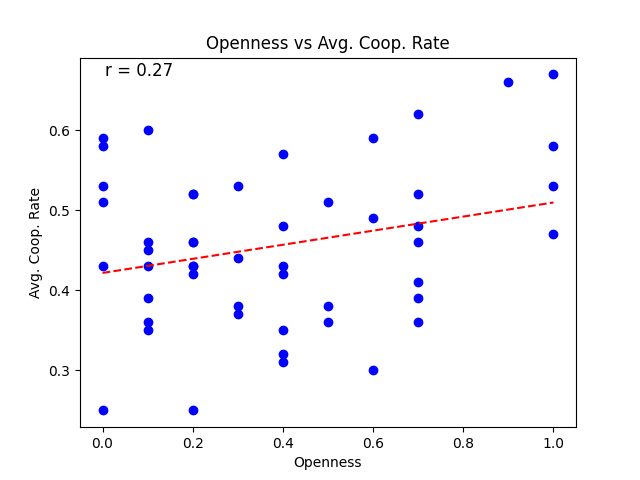 Openness vs Avg. Coop. Rate
r = 0.27
0.6
0.5
0.4
0.3
Avg. Coop. Rate
0.0 0.2 0.4 0.6 0.8 1.0
Openness